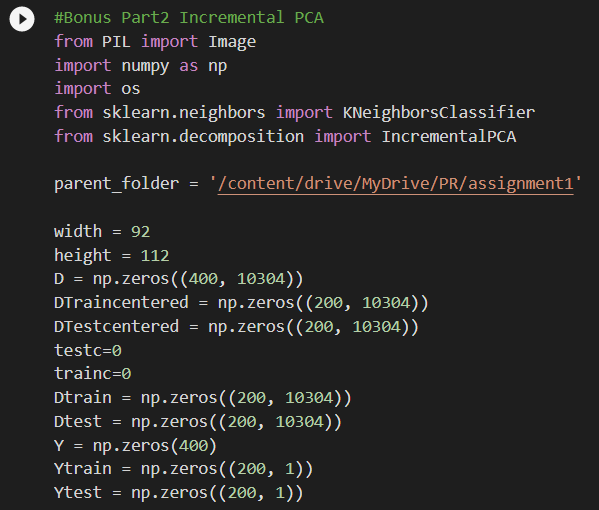 #Bonus Part2 Incremental PCA
from PIL import Image
import numpy as np
import os
from sklearn.neighbors import KNeighborsClassifier
from sklearn.decomposition import IncrementalPCA
parent_folder = '/content/drive/MyDrive/PR/assignment1'
width = 92
height = 112
D = np.zeros((400, 10304))
DTraincentered = np.zeros((200, 10304))
DTestcentered = np.zeros((200, 10304))
testc=0
trainc=0
Dtrain = np.zeros((200, 10304))
Dtest = np.zeros((200, 10304))
Y = np.zeros(400)
Ytrain = np.zeros((200, 1))
Ytest = np.zeros((200, 1))